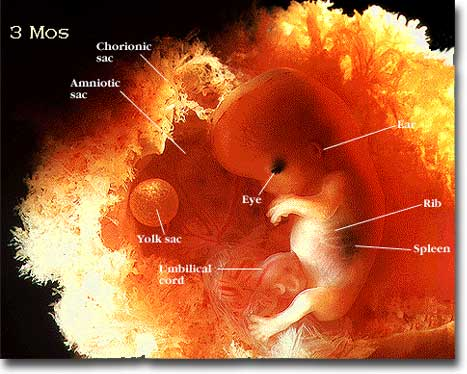 3 Mos
Chorionic
sac
Amniotic
sac
Ear
Eye
Rib
Yolk sac
Spleen
Umbilical
cord